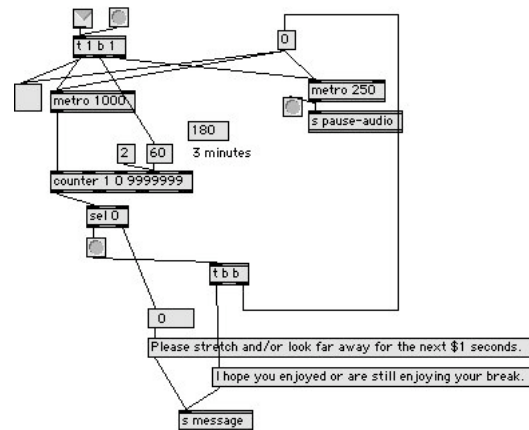 t 1 b 1
0
metro 1000
metro 250
s pause-audio
180
2
60
3 minutes
counter 1 0 9999999
sel 0
t b b
0
Please stretch and/or look far away for the next $1 seconds.
I hope you enjoyed or are still enjoying your break.
s message